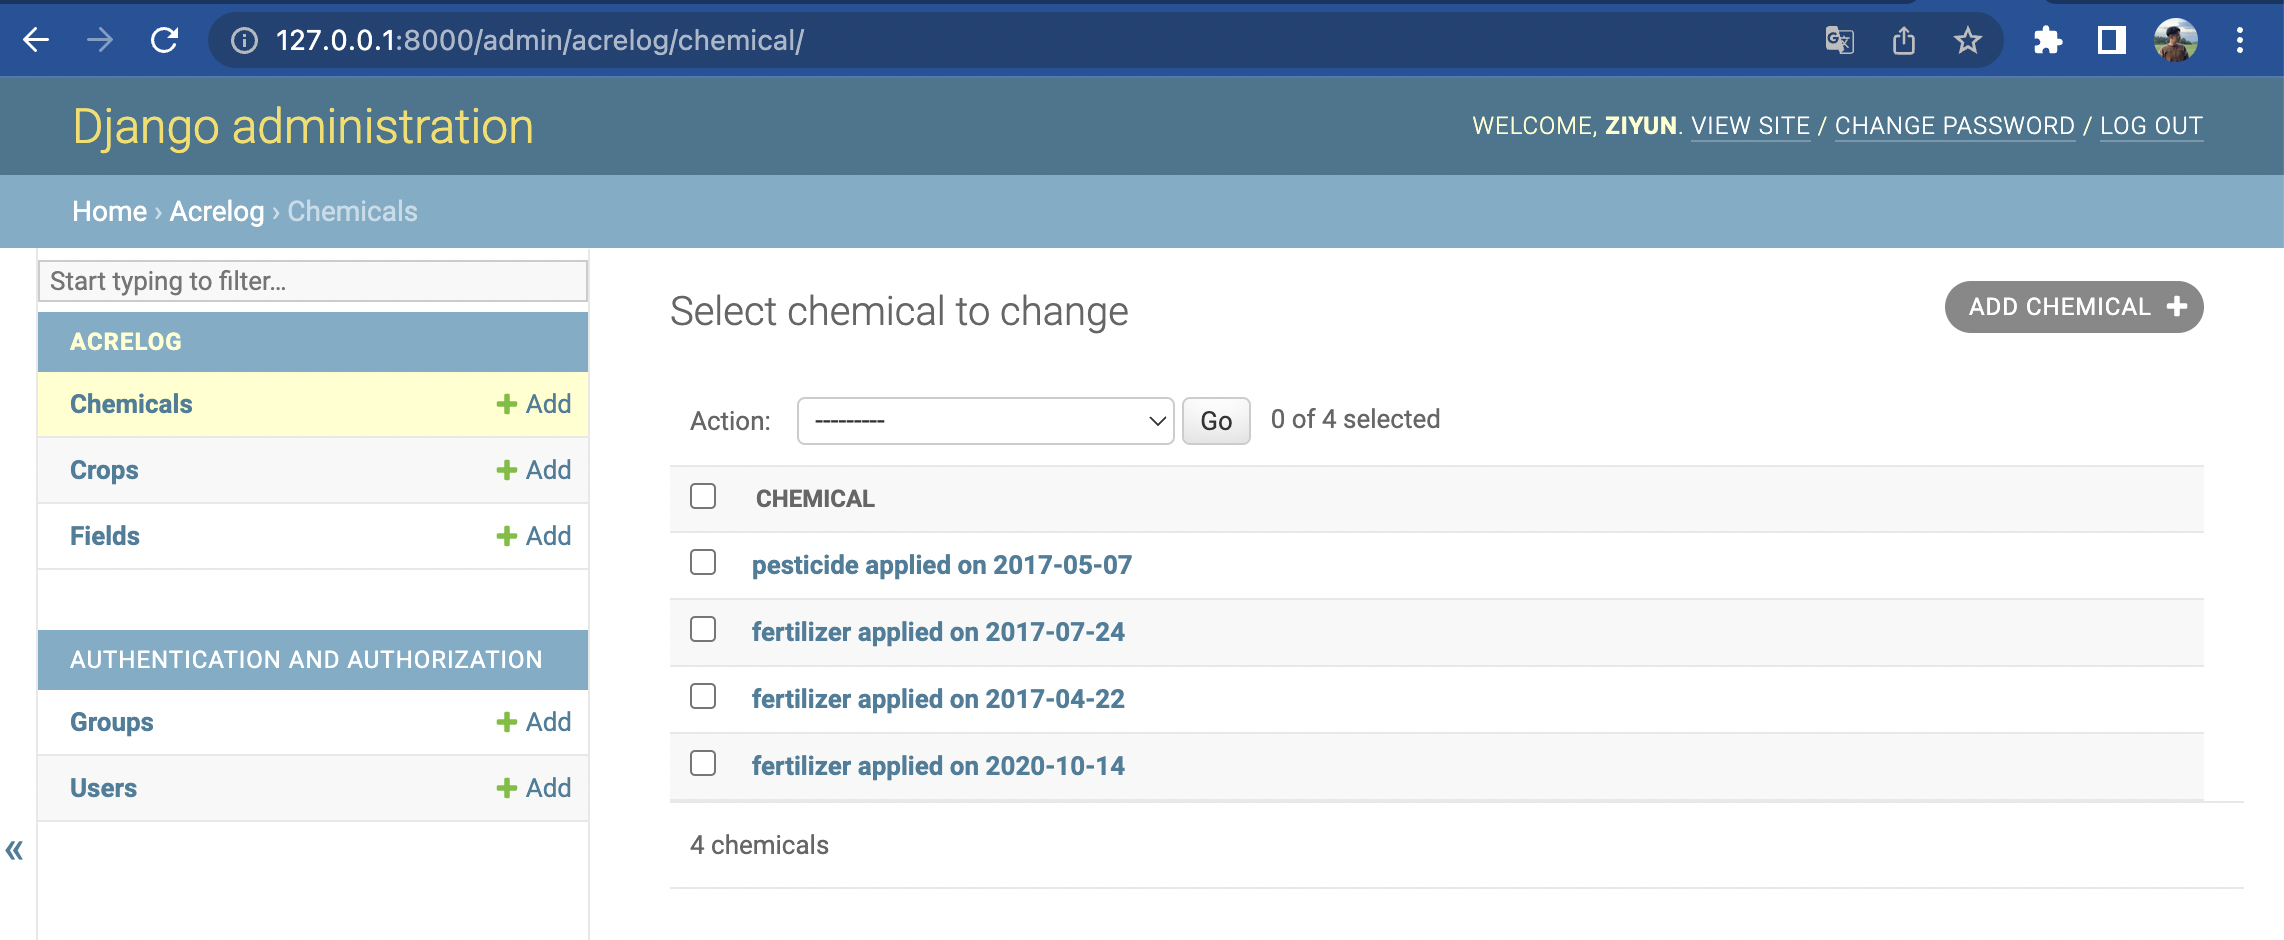 127.0.0.1:8000/admin/acrelog/chemical/
Django administration
WELCOME, ZIYUN. VIEW SITE / CHANGE PASSWORD / LOG OUT
Home › Acrelog › Chemicals
Start typing to filter...
Select chemical to change
ADD CHEMICAL +
ACRELOG
Chemicals + Add
Crops + Add
Fields + Add
AUTHENTICATION AND AUTHORIZATION
Groups + Add
Users + Add
«
Action: --------- Go 0 of 4 selected
CHEMICAL
pesticide applied on 2017-05-07
fertilizer applied on 2017-07-24
fertilizer applied on 2017-04-22
fertilizer applied on 2020-10-14
4 chemicals